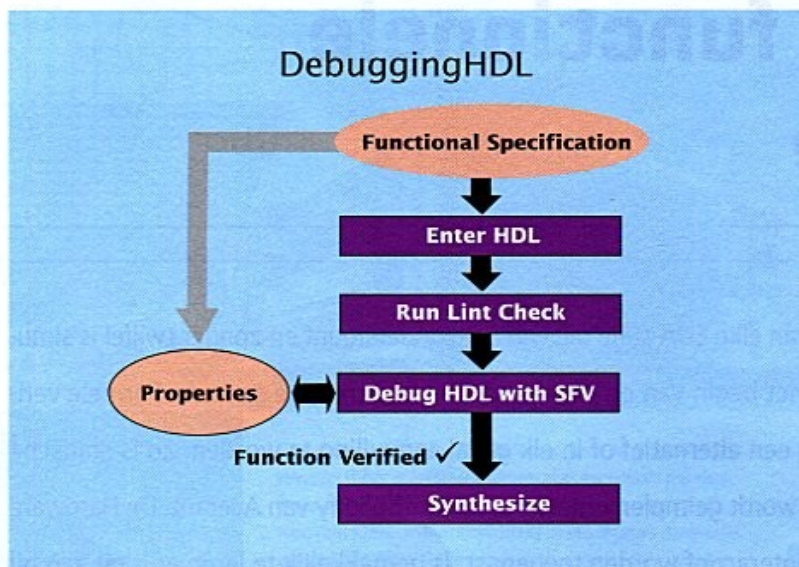 DebuggingHDL
Functional Specification
Enter HDL
Run Lint Check
Properties
Debug HDL with SFV
Function Verified ✓
Synthesize